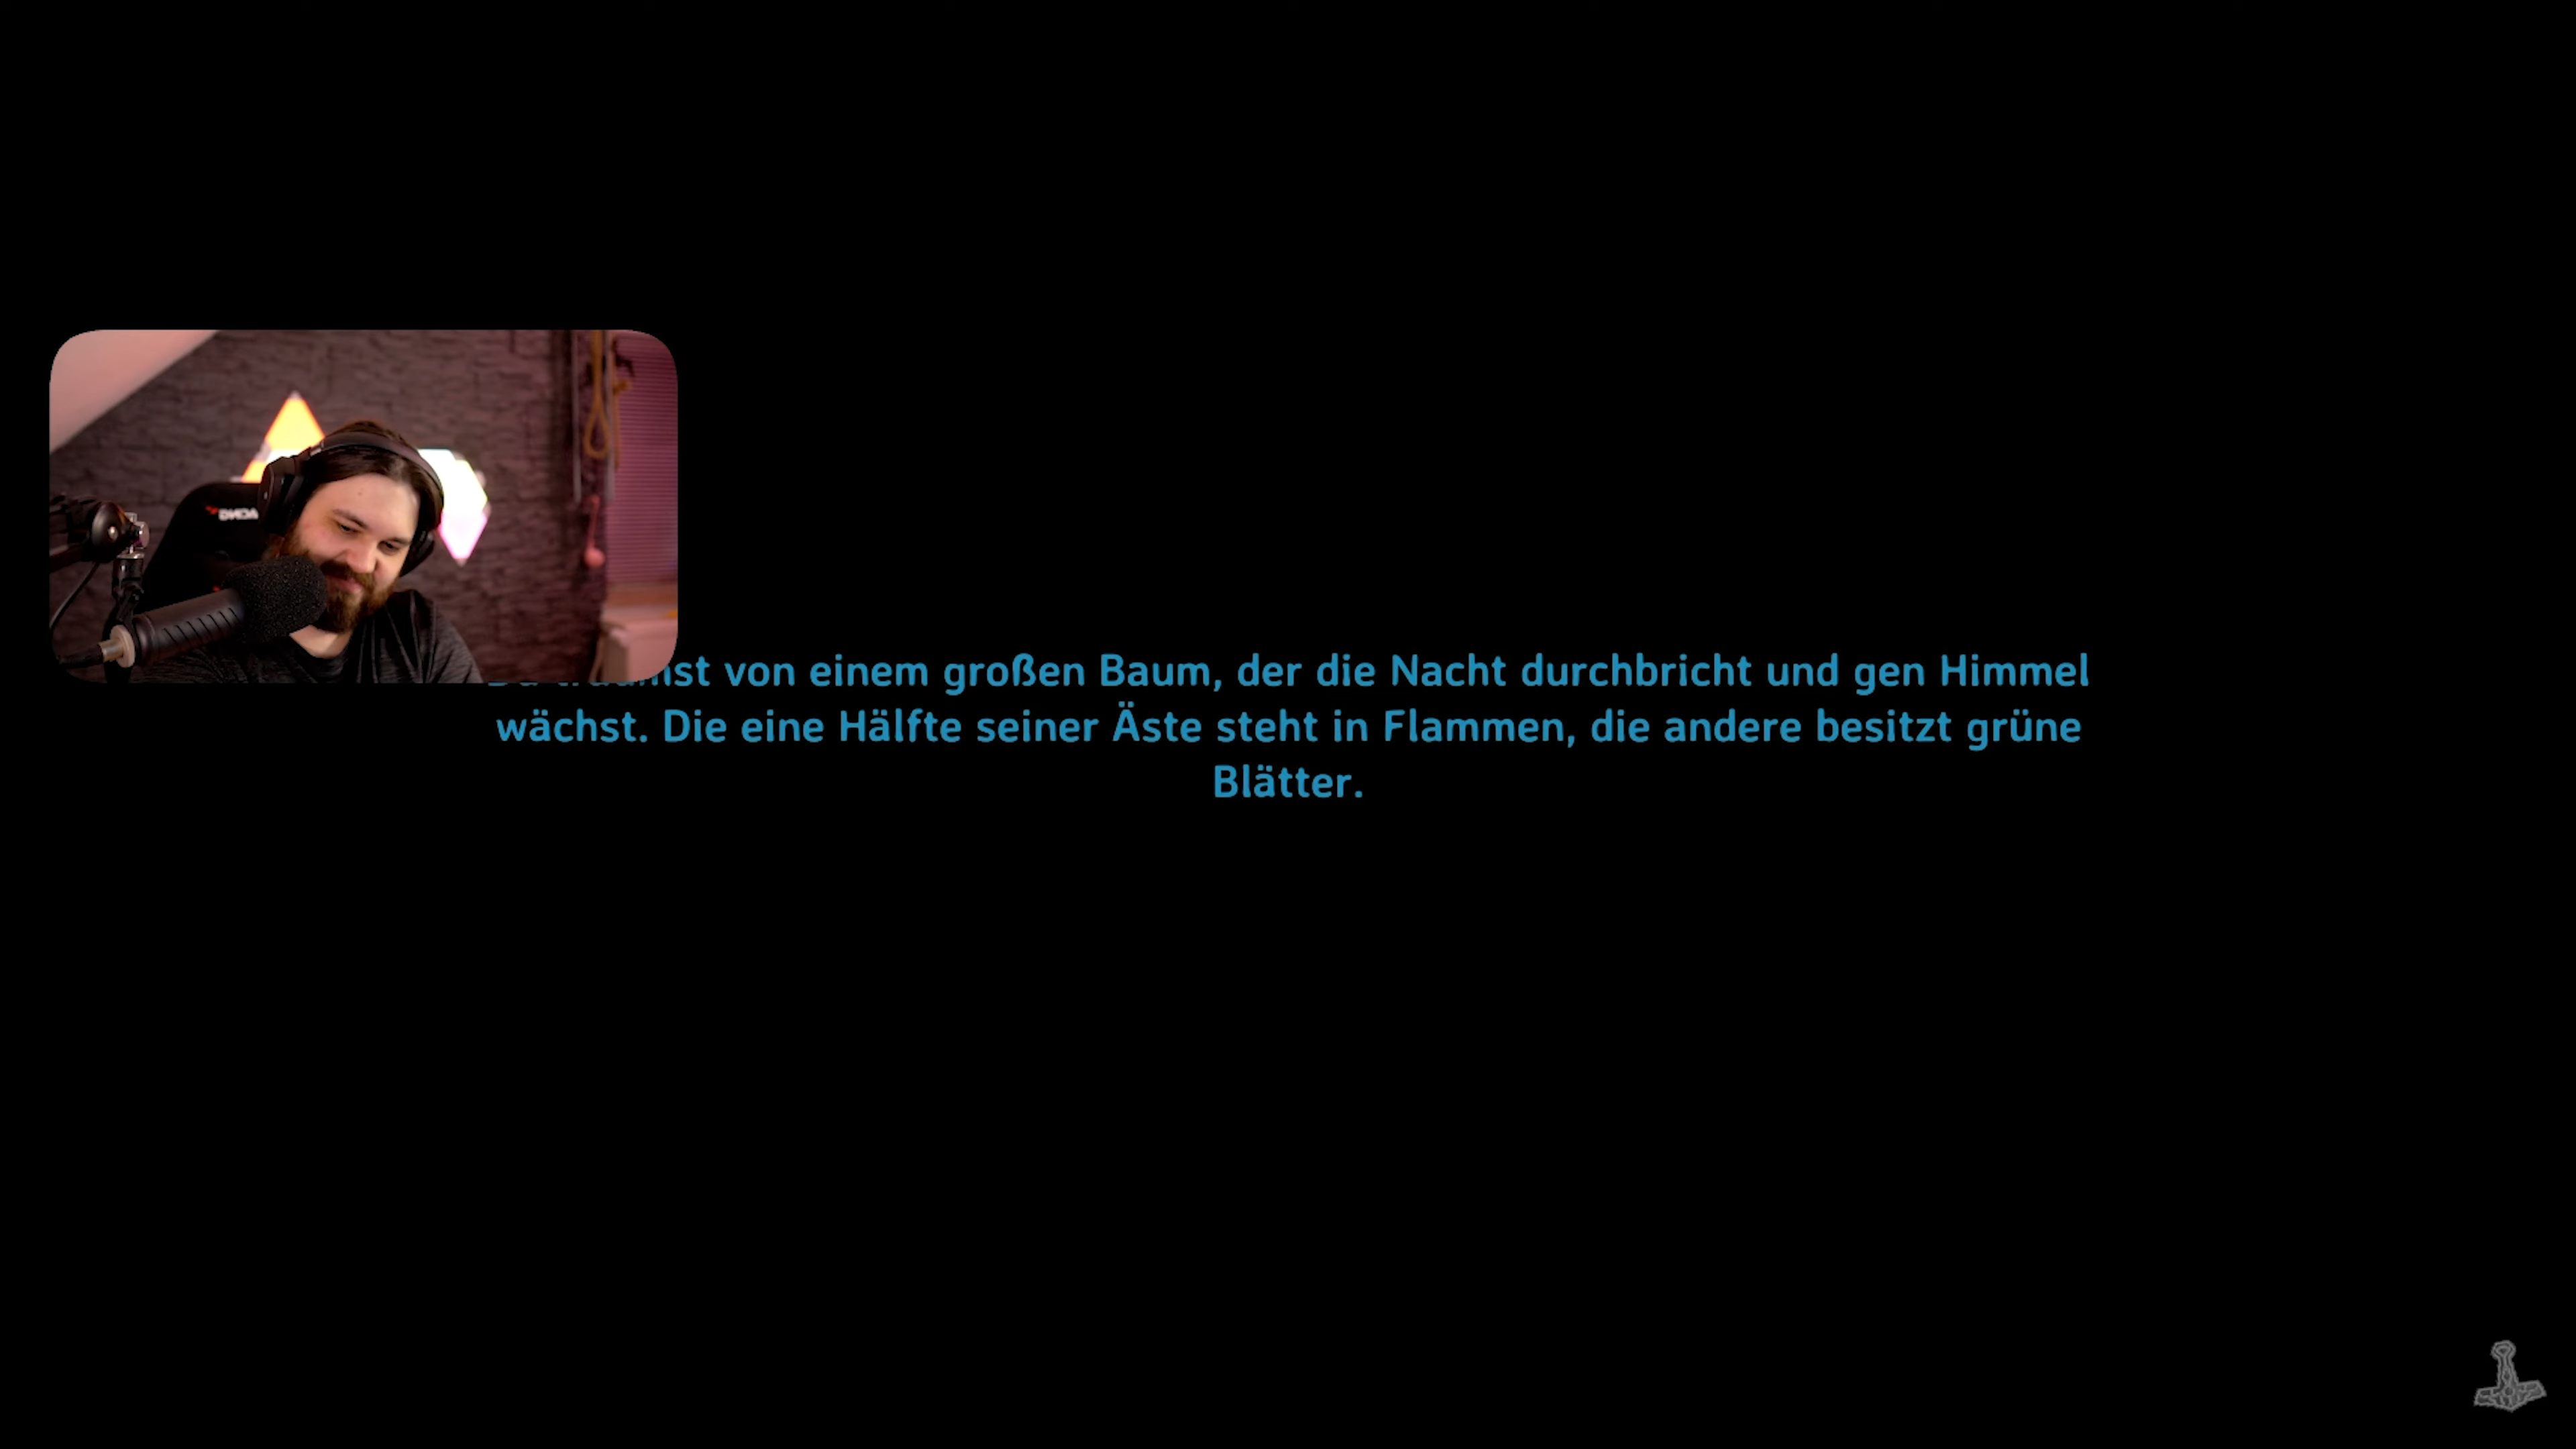 von einem großen Baum, der die Nacht durchbricht und gen Himmel
wächst. Die eine Hälfte seiner Äste steht in Flammen, die andere besitzt grüne
Blätter.